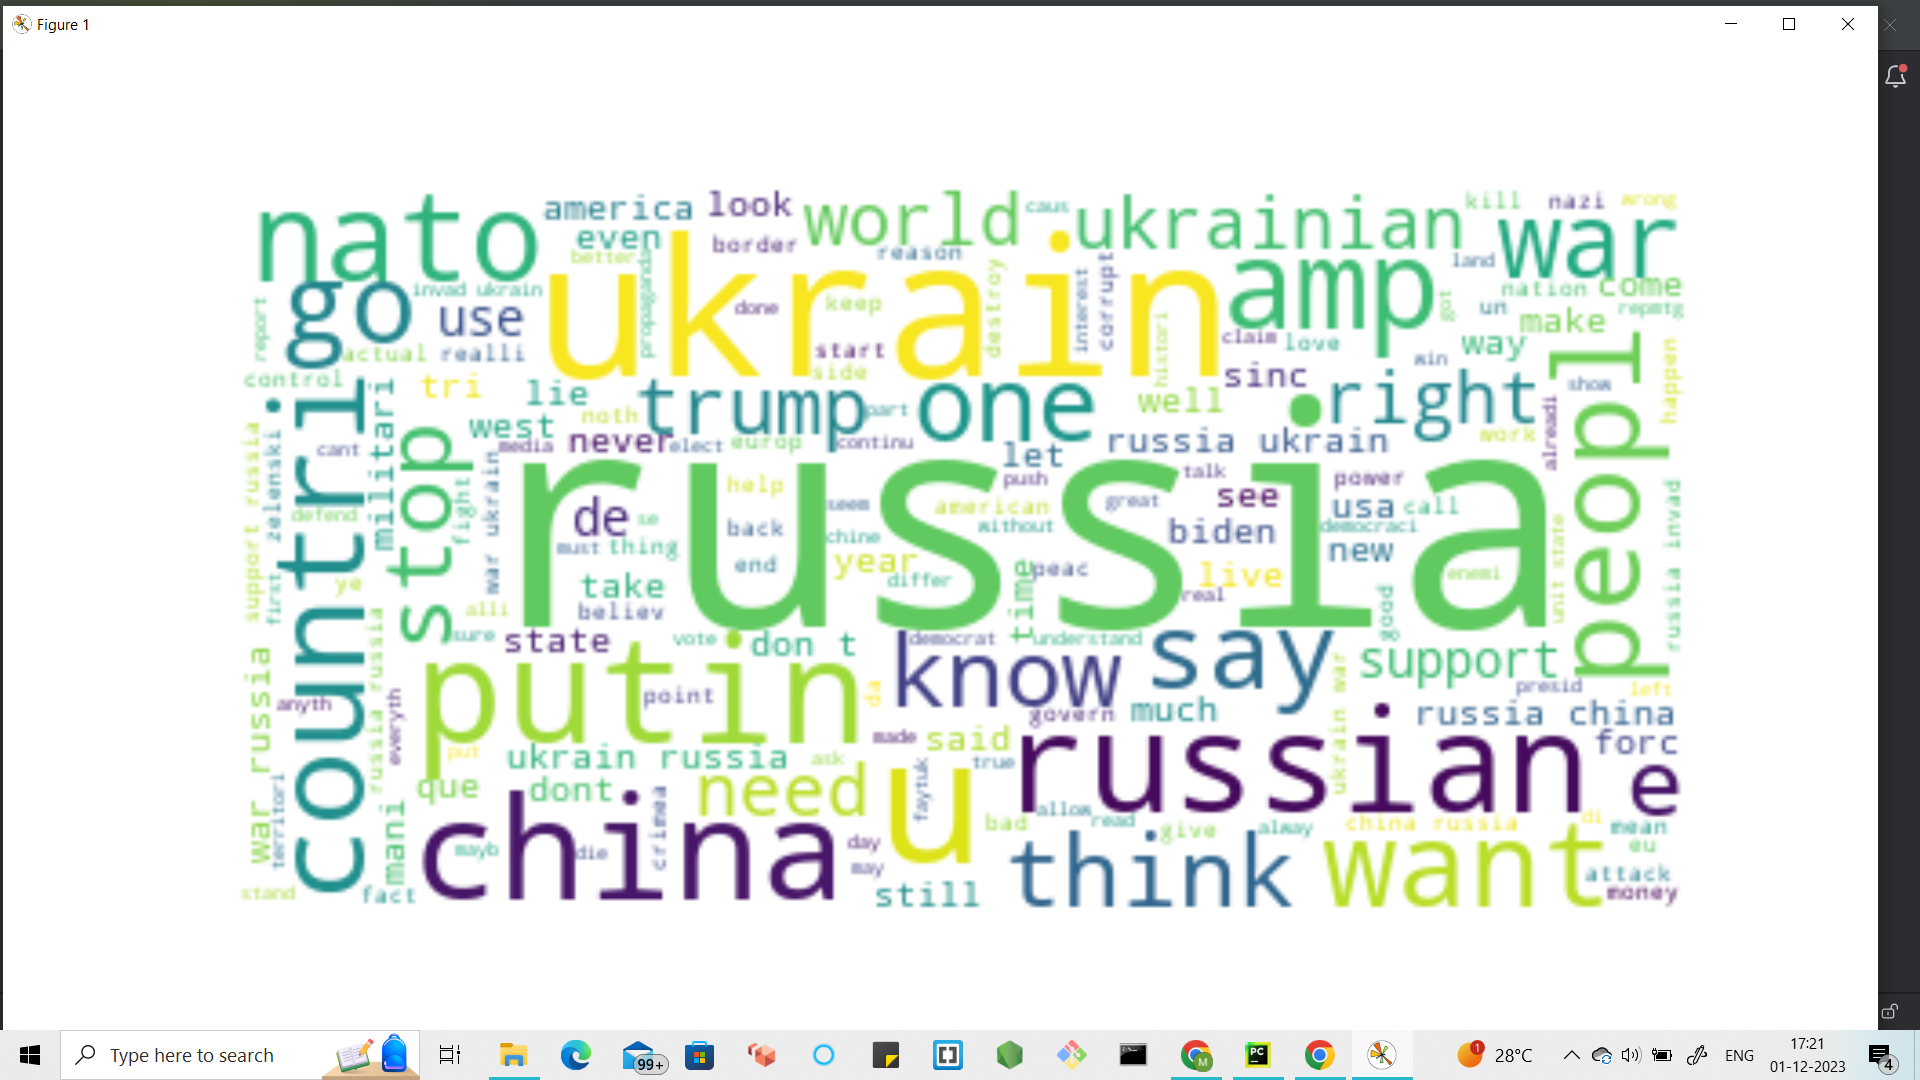 Figure 1
nato
america
look
world
caus
ukrainian
kill
nazi
wrong
even
border
reason
war
better
ukrain
amp
land
go
invad ukrain
propaganda
done
keep
destroy
interest
corrupt
got
nation
come
report
use
histori
un
repmtg
make
actual
realli
start
claim
love
way
peopl
happen
control
side
sinc
win
show
countri
militari
tri
lie
trump
one
well
right
west
noth
part
stop
media
never
elect
europ
continu
let
russia ukrain
work
alreadi
support russia
zelenski
cant
russia
talk
power
fight
war ukrain
de
help
seem
push
american
great
see
usa
call
defend
se
back
chine
without
biden
democraci
new
must
thing
year
peac
live
enemi
unit state
russia invad
first
ye
end
differ
time
take
real
good
alli
believ
sure
state
vote
don t
democrat
understand
say
support
war russia
russia russia
putin
know
presid
left
anyth
everyth
point
da
govern
much
ukrain war
russia china
territori
put
ukrain russia
ask
made
said
true
russian
forc
que
dont
need
u
faytuk
e
mani
china
crimea
bad
allow
read
give
alway
china russia
di
mean
mayb
die
day
think
want
eu
stand
fact
may
still
attack
money
Type here to search
99+
PC
M
1
28°C
ENG
17:21
01-12-2023
4